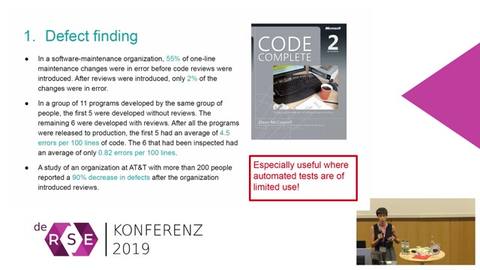 1. Defect finding
● In a software-maintenance organization, 55% of one-line
maintenance changes were in error before code reviews were
introduced. After reviews were introduced, only 2% of the
changes were in error.
● In a group of 11 programs developed by the same group of
people, the first 5 were developed without reviews. The
remaining 6 were developed with reviews. After all the programs
were released to production, the first 5 had an average of 4.5
errors per 100 lines of code. The 6 that had been inspected had
an average of only 0.82 errors per 100 lines.
● A study of an organization at AT&T with more than 200 people
reported a 90% decrease in defects after the organization
introduced reviews.
Microsoft
CODE
COMPLETE
2
Especially useful where
automated tests are of
limited use!
de
RSE
KONFERENZ
2019